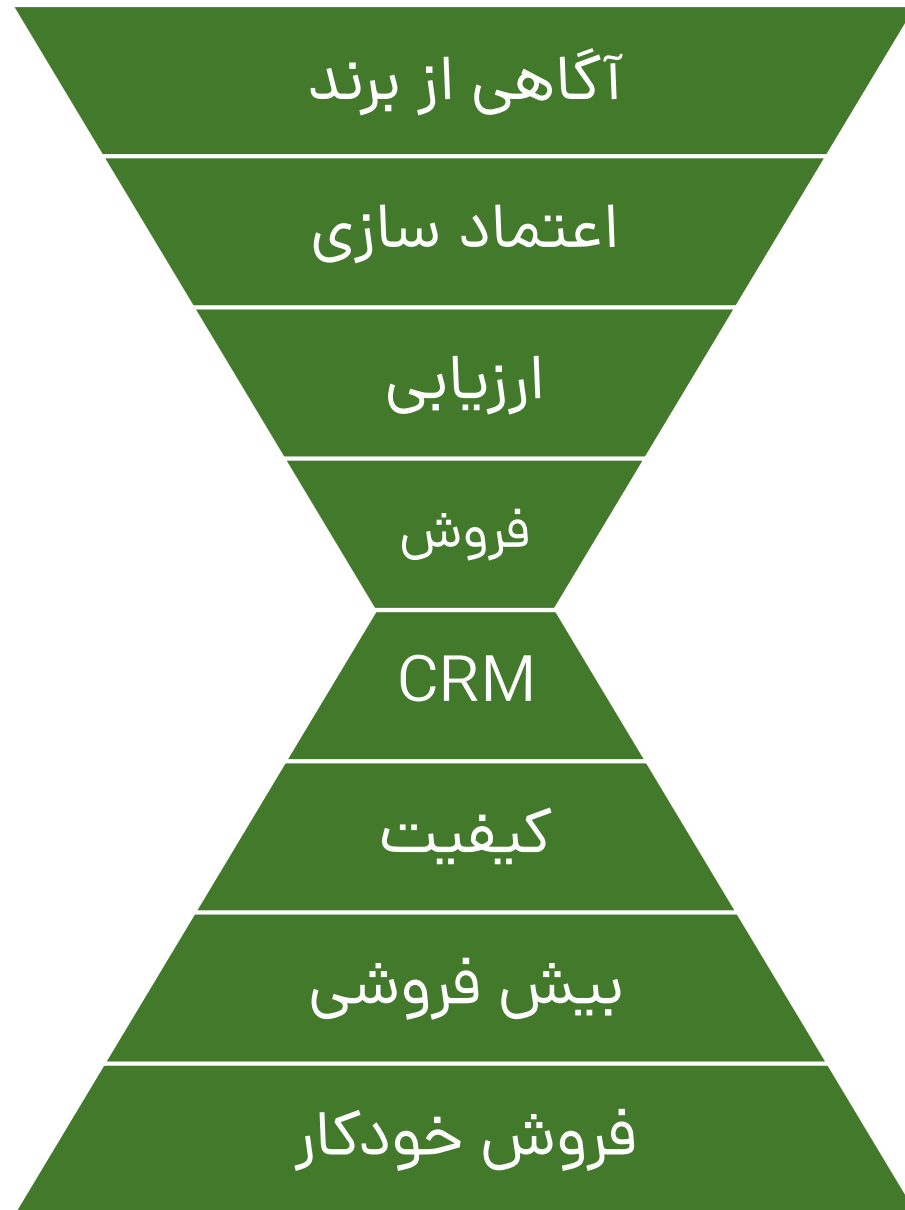 آگاهی از برند
اعتماد سازی
ارزیابی
فروش
CRM
کیفیت
بیش فروشی
فروش خودکار